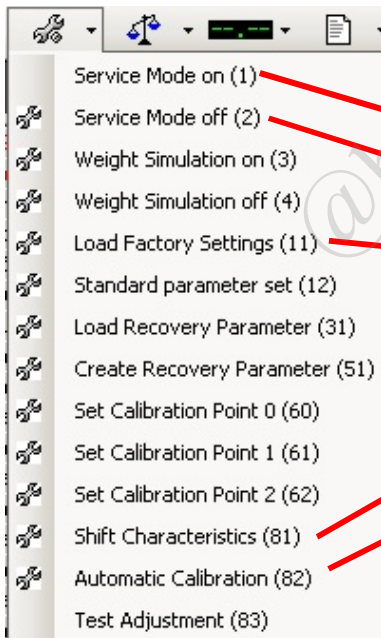 Service Mode on (1)
Service Mode off (2)
Weight Simulation on (3)
Weight Simulation off (4)
Load Factory Settings (11)
Standard parameter set (12)
Load Recovery Parameter (31)
Create Recovery Parameter (51)
Set Calibration Point 0 (60)
Set Calibration Point 1 (61)
Set Calibration Point 2 (62)
Shift Characteristics (81)
Automatic Calibration (82)
Test Adjustment (83)